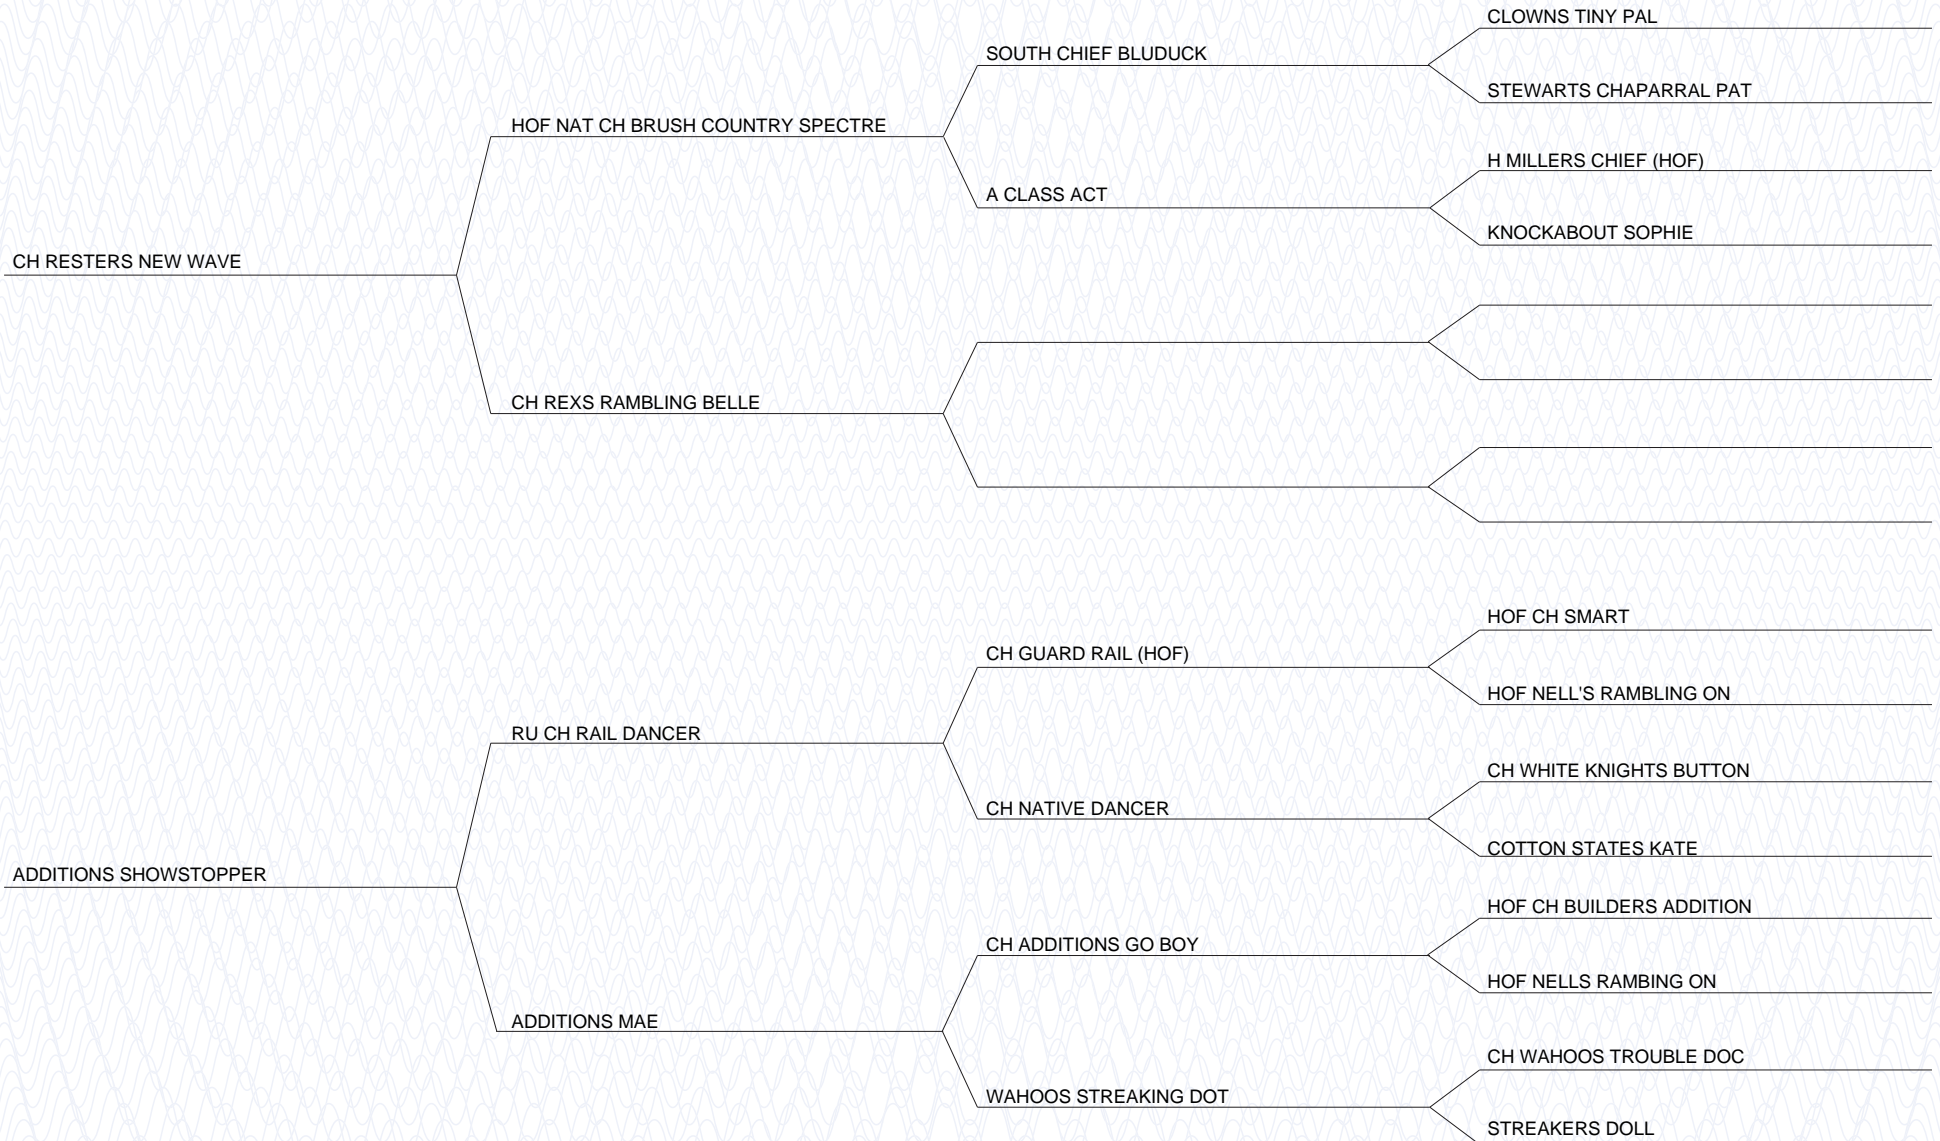 CLOWNS TINY PAL
SOUTH CHIEF BLUDUCK
STEWARTS CHAPARRAL PAT
HOF NAT CH BRUSH COUNTRY SPECTRE
H MILLERS CHIEF (HOF)
A CLASS ACT
KNOCKABOUT SOPHIE
CH RESTERS NEW WAVE
CH REXS RAMBLING BELLE
HOF CH SMART
CH GUARD RAIL (HOF)
HOF NELL'S RAMBLING ON
RU CH RAIL DANCER
CH WHITE KNIGHTS BUTTON
CH NATIVE DANCER
COTTON STATES KATE
ADDITIONS SHOWSTOPPER
HOF CH BUILDERS ADDITION
CH ADDITIONS GO BOY
HOF NELLS RAMBING ON
ADDITIONS MAE
CH WAHOOS TROUBLE DOC
WAHOOS STREAKING DOT
STREAKERS DOLL